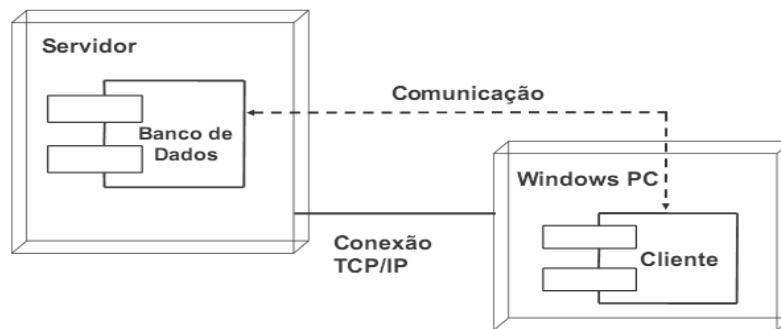 Servidor
Comunicação
Banco de
Dados
Windows PC
Conexão
TCP/IP
Cliente